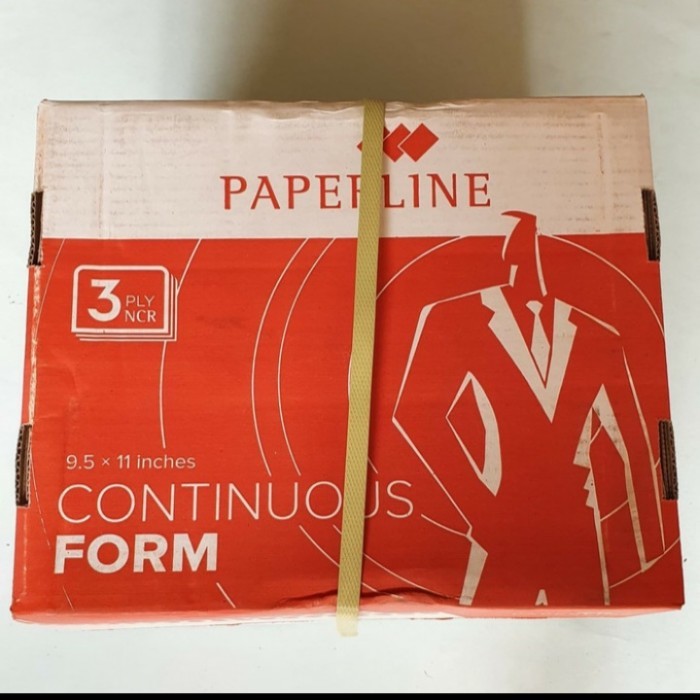 PAPERLINE
3 PLY
NCR
9.5 × 11 inches
CONTINUOUS
FORM